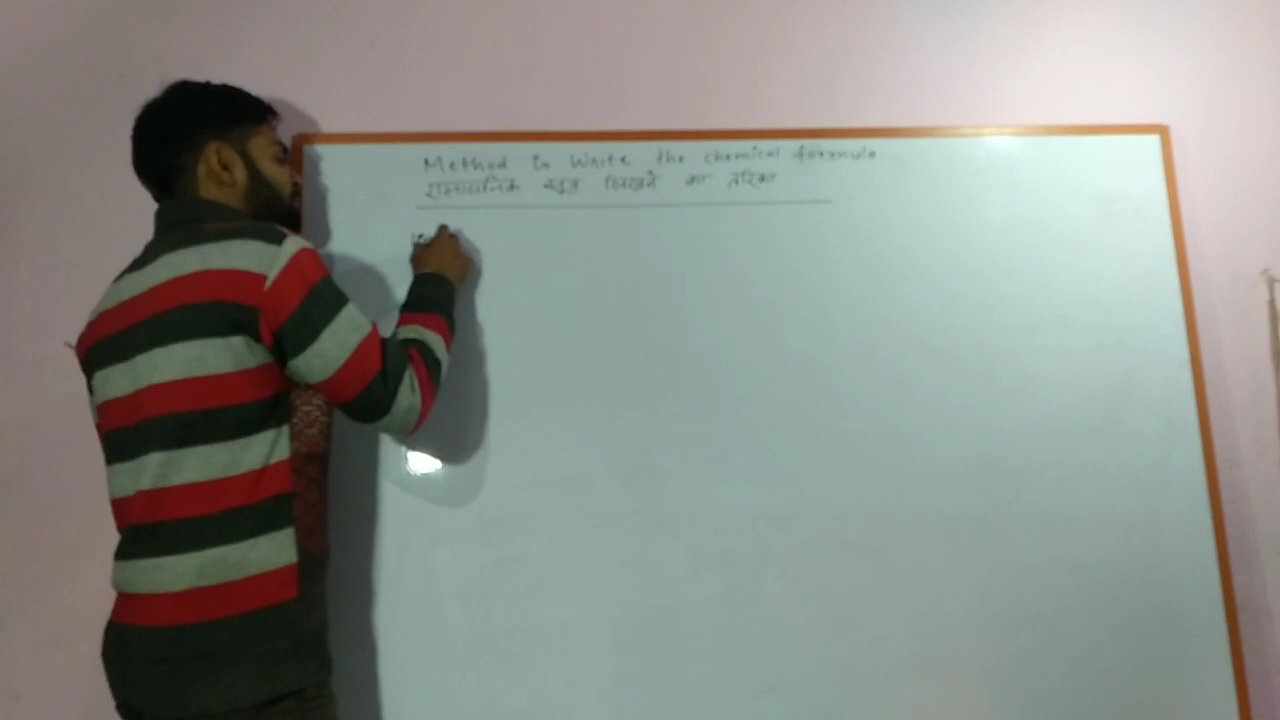 Method to Write the chemical formula
रासायनिक सूत्र लिखने का तरिका